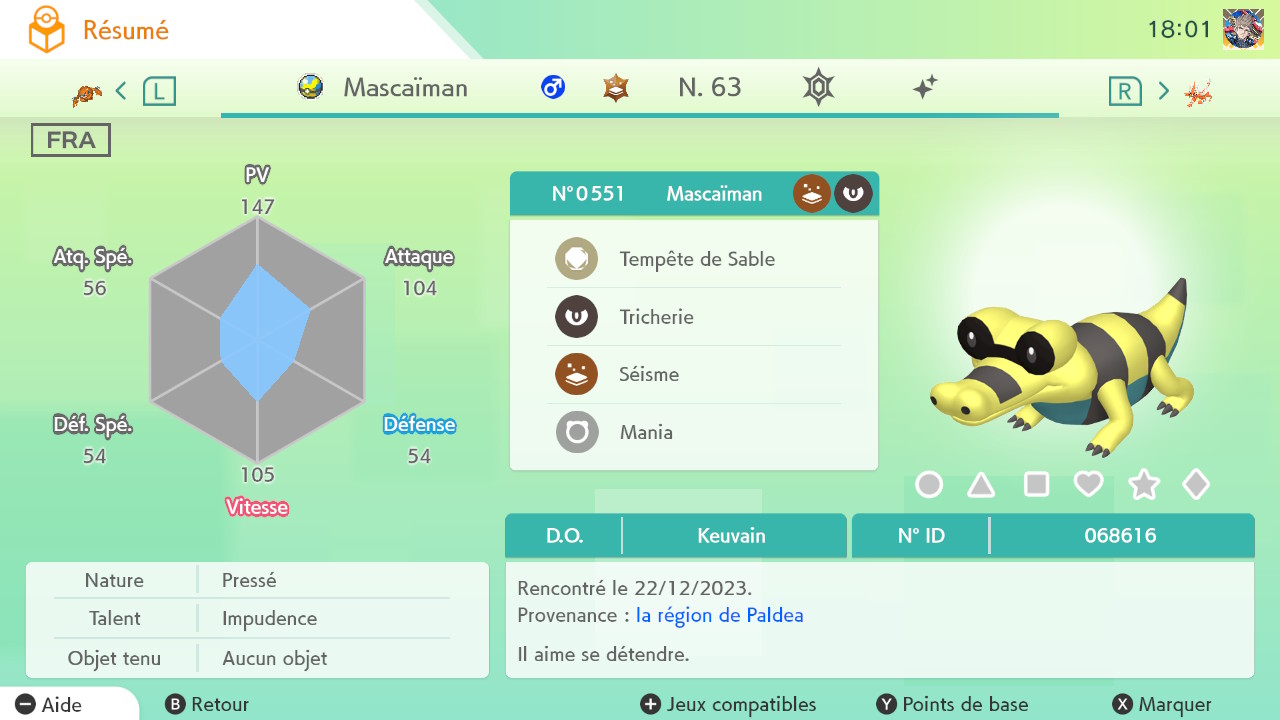 Résumé
18:01
L
Mascaïman
N. 63
R
FRA
PV
147
Atq. Spé.
56
Attaque
104
Déf. Spé.
54
Défense
54
105
Vitesse
N°0551 Mascaïman
Tempête de Sable
Tricherie
Séisme
Mania
D.O. Keuvain N° ID 068616
Rencontré le 22/12/2023.
Provenance : la région de Paldea
Il aime se détendre.
Nature Pressé
Talent Impudence
Objet tenu Aucun objet
Aide
B Retour
Jeux compatibles
Y Points de base
X Marquer